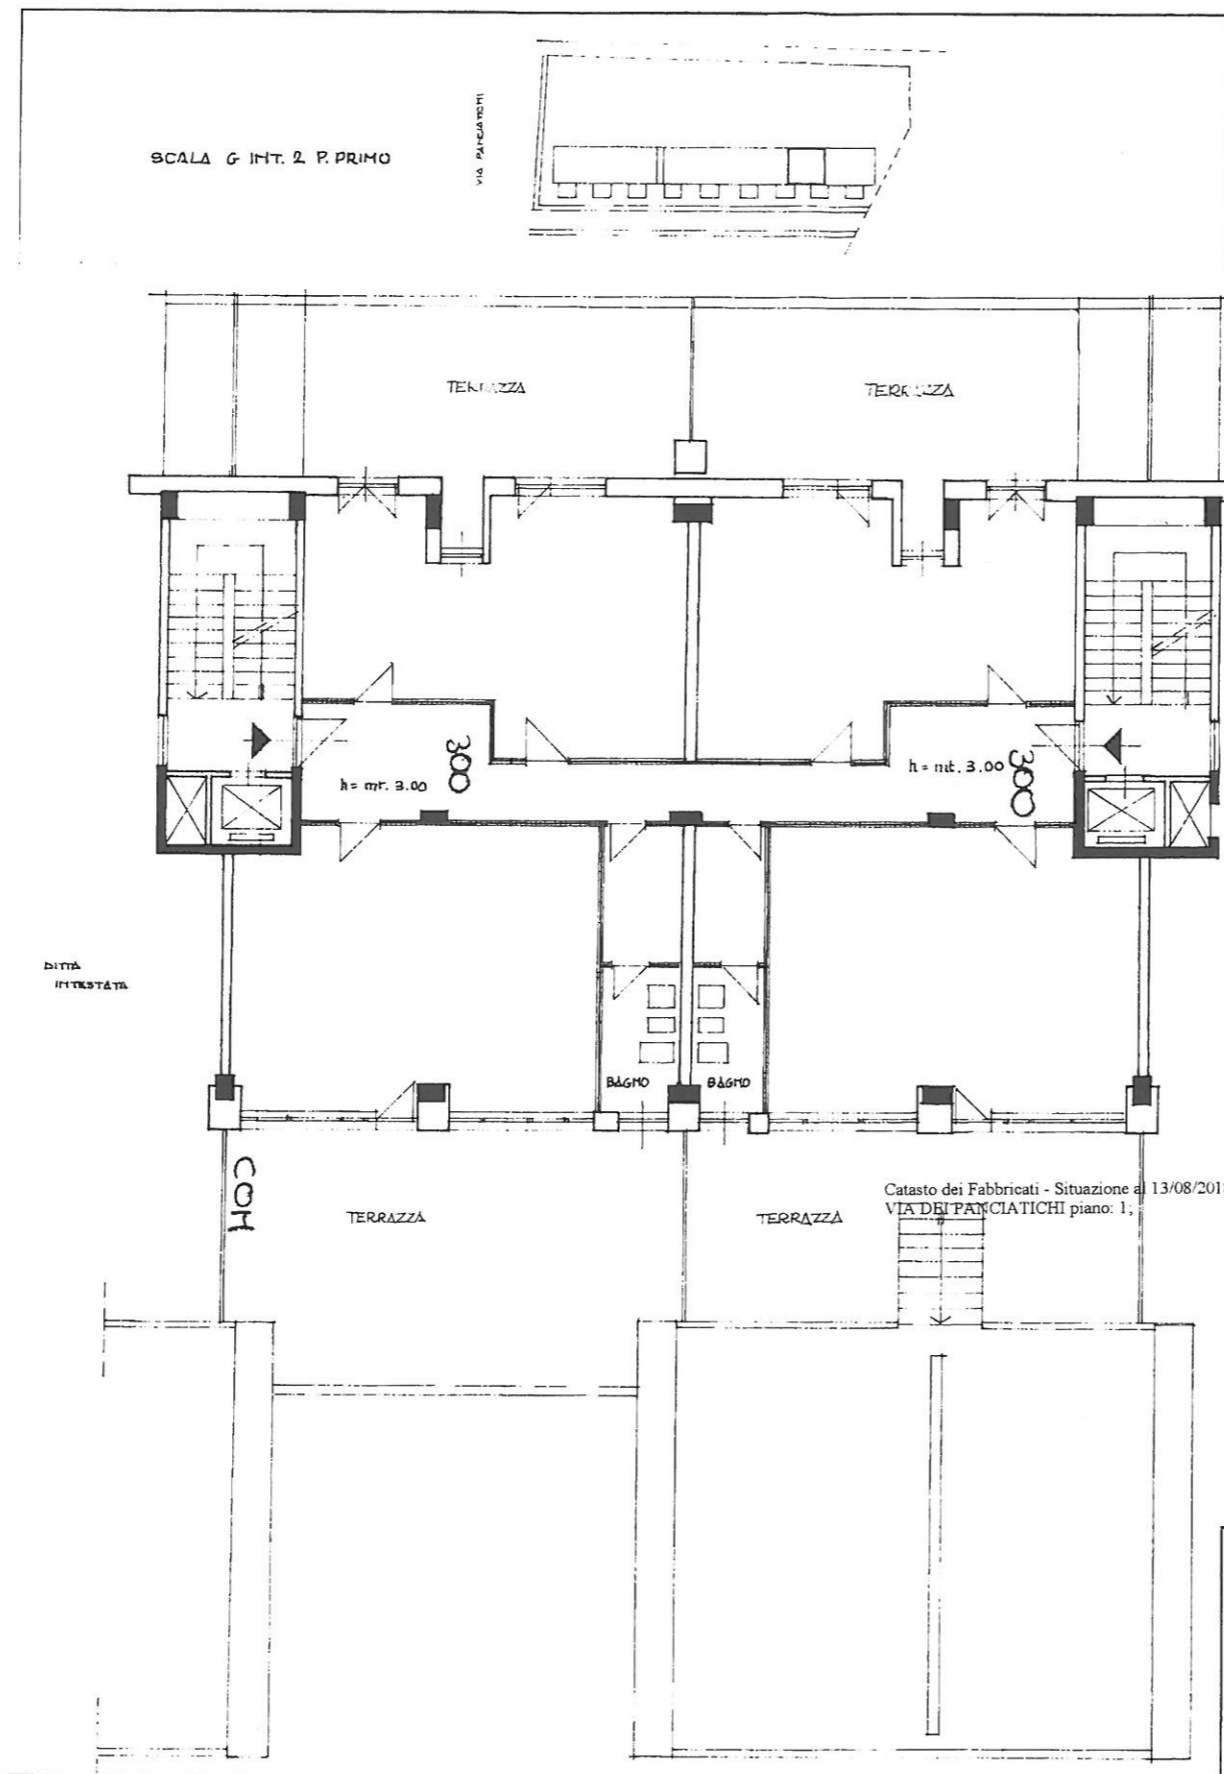 VIA PANCIATICHI
SCALA G INT. 2 P. PRIMO
TERRAZZA
TERRAZZA
300
h = mt. 3.00
h = mt. 3.00
300
DITTA
INTESTATA
BAGNO
BAGNO
COM
TERRAZZA
TERRAZZA
Catasto dei Fabbricati - Situazione al 13/08/201
VIA DEI PANCIATICHI piano: 1;